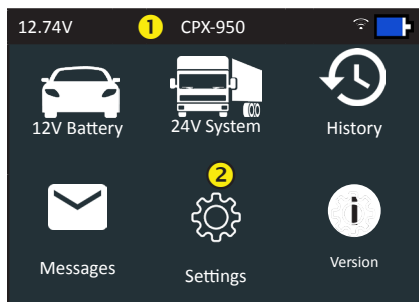 12.74V 1 CPX-950
12V Battery 24V System History
2
i
Messages Settings Version